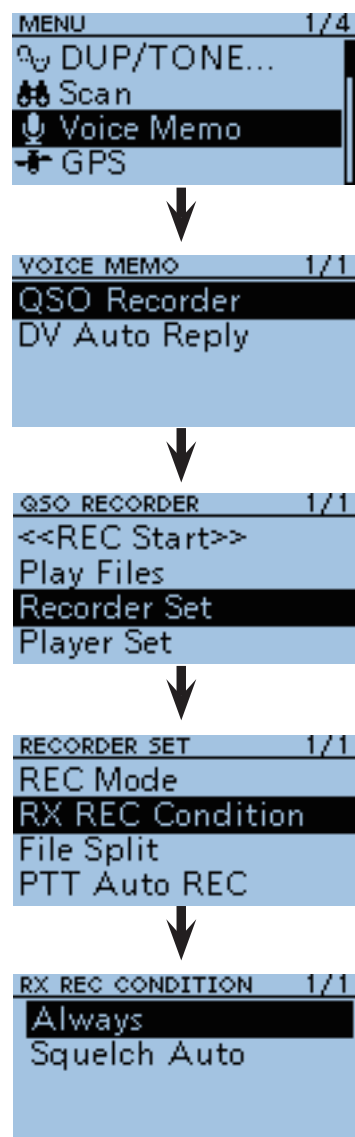 MENU 1/4
DUP/TONE...
Scan
Voice Memo
GPS
VOICE MEMO 1/1
QSO Recorder
DV Auto Reply
QSO RECORDER 1/1
<<REC Start>>
Play Files
Recorder Set
Player Set
RECORDER SET 1/1
REC Mode
RX REC Condition
File Split
PTT Auto REC
RX REC CONDITION 1/1
Always
Squelch Auto